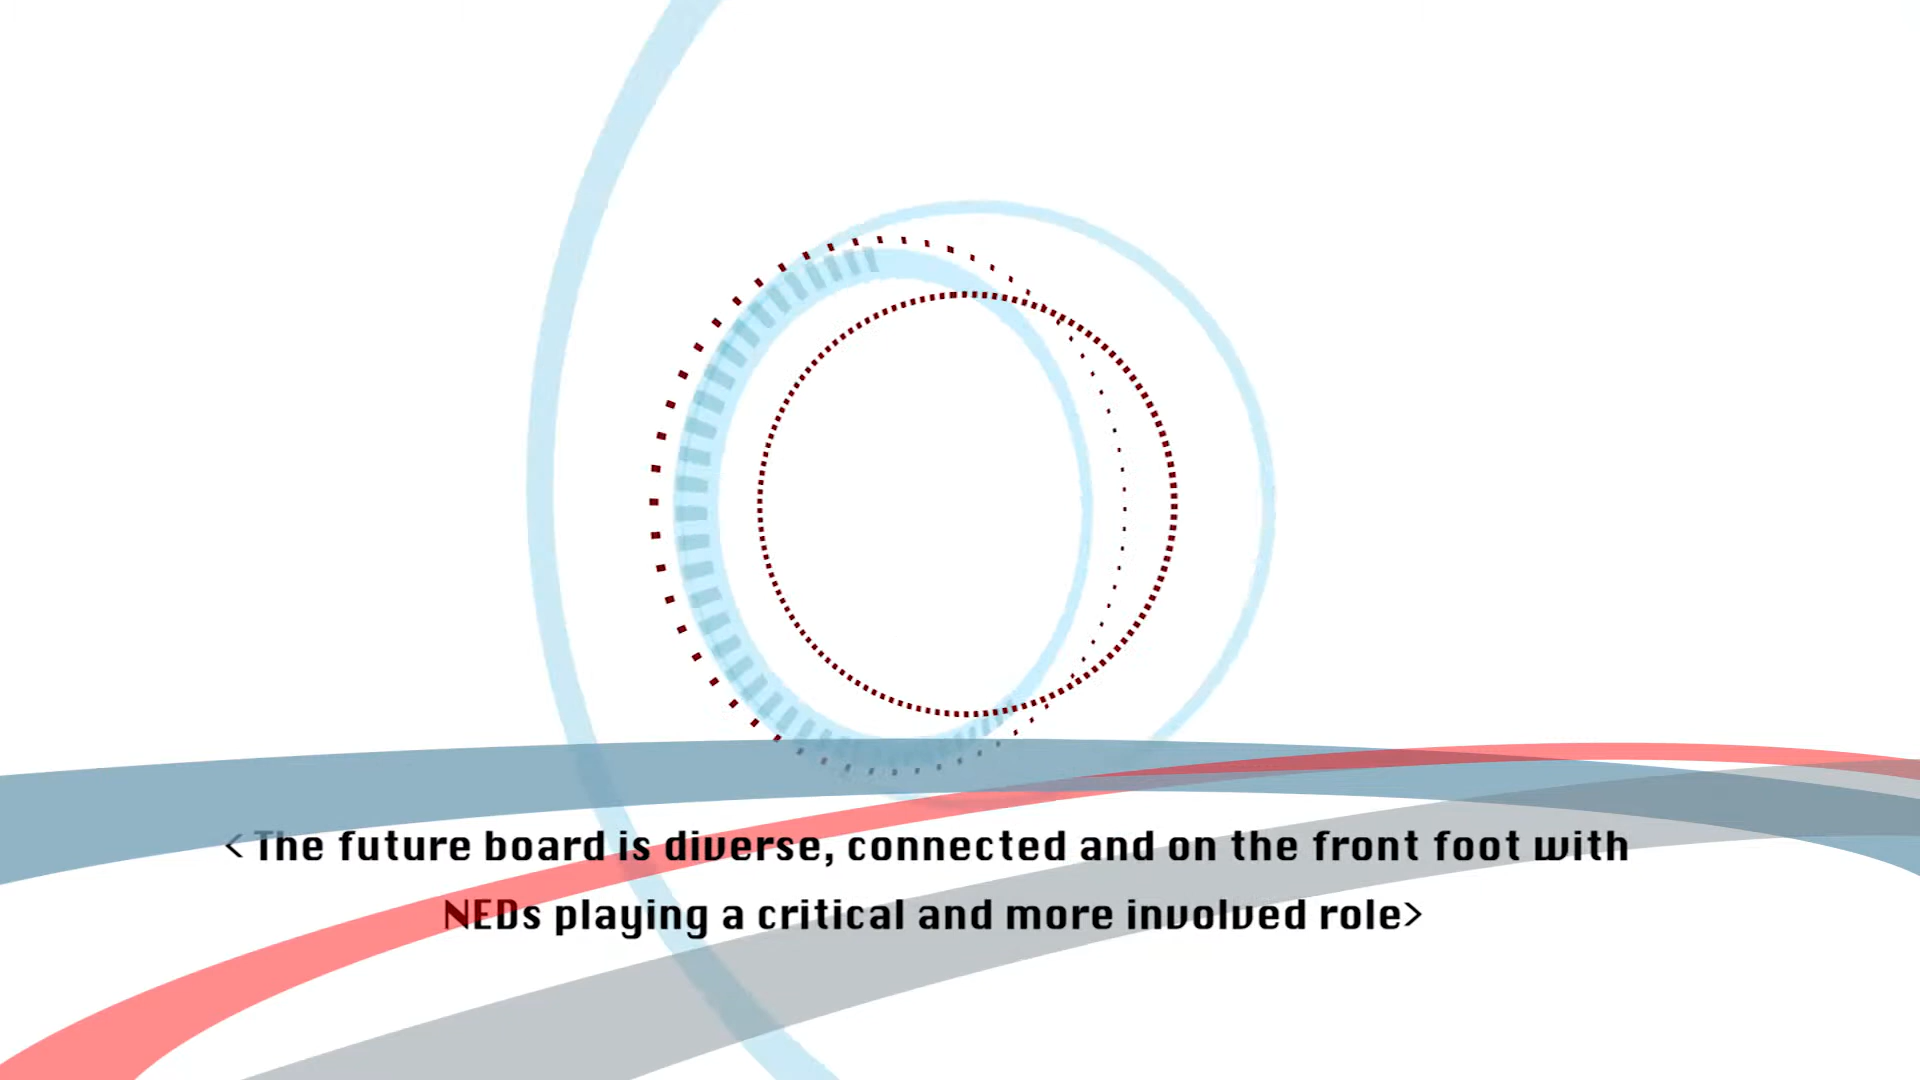 < The future board is diverse, connected and on the front foot with
NEDs playing a critical and more involved role>